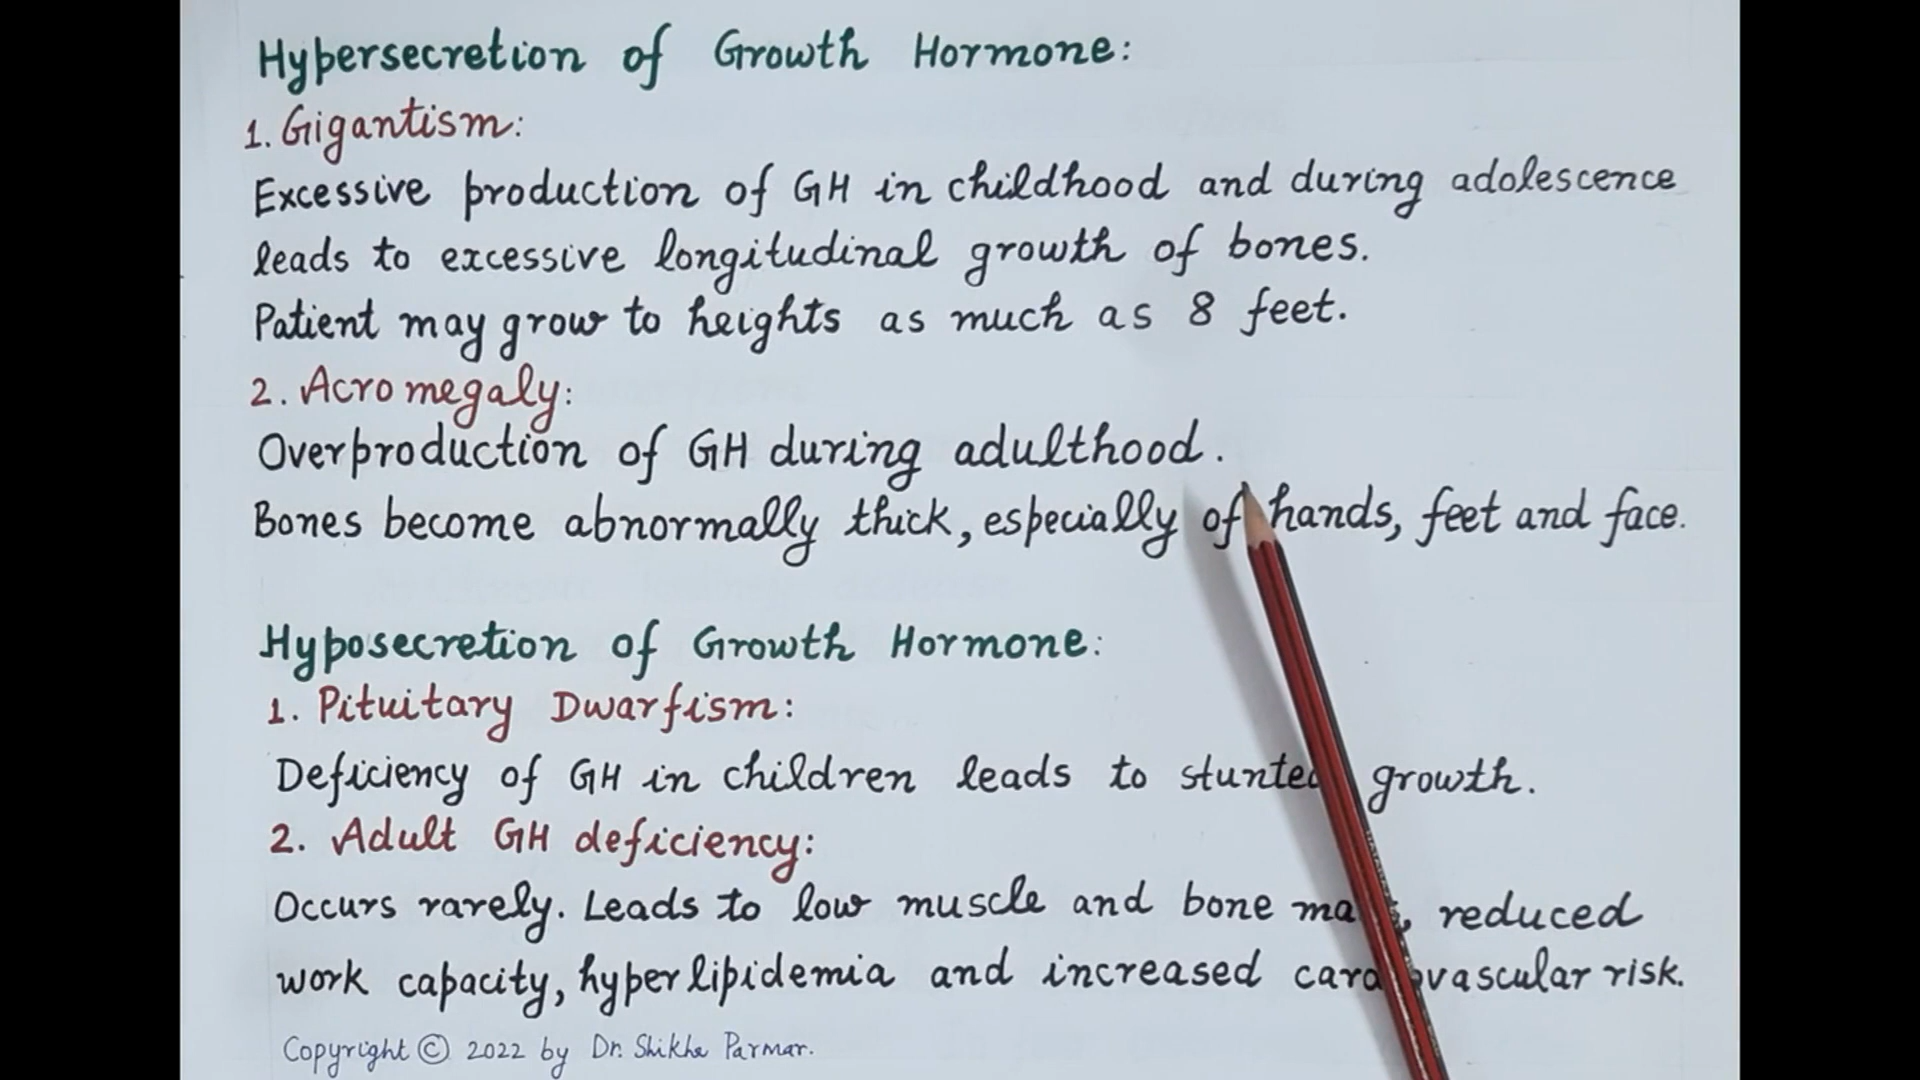 Hypersecretion of Growth Hormone:
1. Gigantism:
Excessive production of GH in childhood and during adolescence
leads to excessive longitudinal growth of bones.
Patient may grow to heights as much as 8 feet.
2. Acromegaly:
Overproduction of GH during adulthood.
Bones become abnormally thick, especially of hands, feet and face.
Hyposecretion of Growth Hormone:
1. Pituitary Dwarfism:
Deficiency of GH in children leads to stunted growth.
2. Adult GH deficiency:
Occurs rarely. Leads to low muscle and bone reduced
work capacity, hyperlipidemia and increased risk.
Copyright © 2022 by Dr. Shikha Parmar.